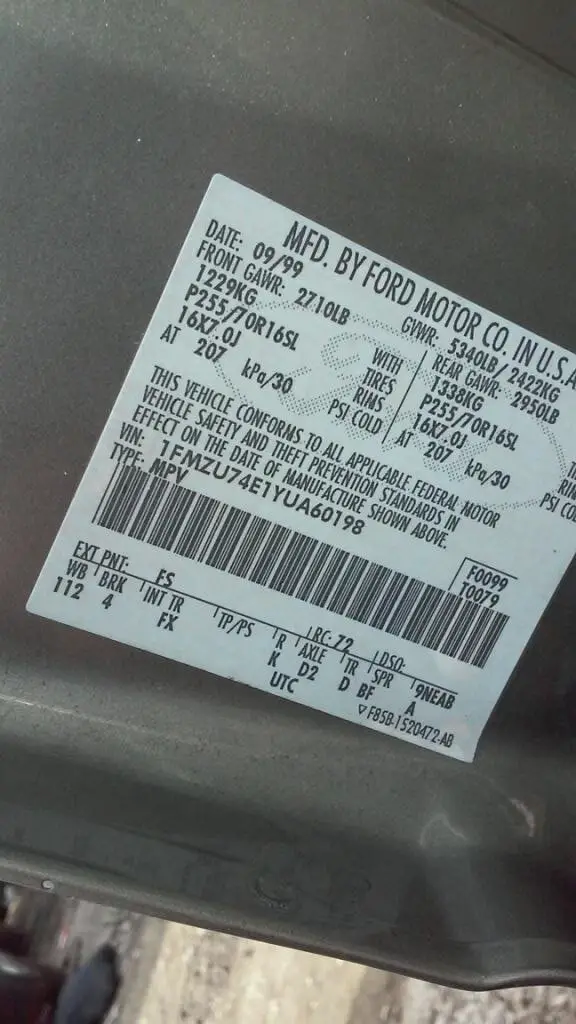 MFD. BY FORD MOTOR CO. IN U.S.A
DATE: 09/99 GVWR: 5340LB/2422KG
FRONT GAWR: 2710LB REAR GAWR: 2950LB
1229KG WITH 1338KG
P255/70R16SL TIRES P255/70R16SL
16X7.0J RIMS 16X7.0J
AT 207 kPa/30 PSI COLD AT 207 kPa/30 PSI CO
THIS VEHICLE CONFORMS TO ALL APPLICABLE FEDERAL MOTOR
VEHICLE SAFETY AND THEFT PREVENTION STANDARDS IN
EFFECT ON THE DATE OF MANUFACTURE SHOWN ABOVE.
VIN: 1FMZU74E1YUA60198
TYPE: MPV
F0099
T0079
EXT PNT: FS RC: 72 DSO:
WB BRK INT TR TP/PS R AXLE TR SPR 9NEAB
112 4 FX K D2 D BF A
UTC
▽F85B-1520472-AB